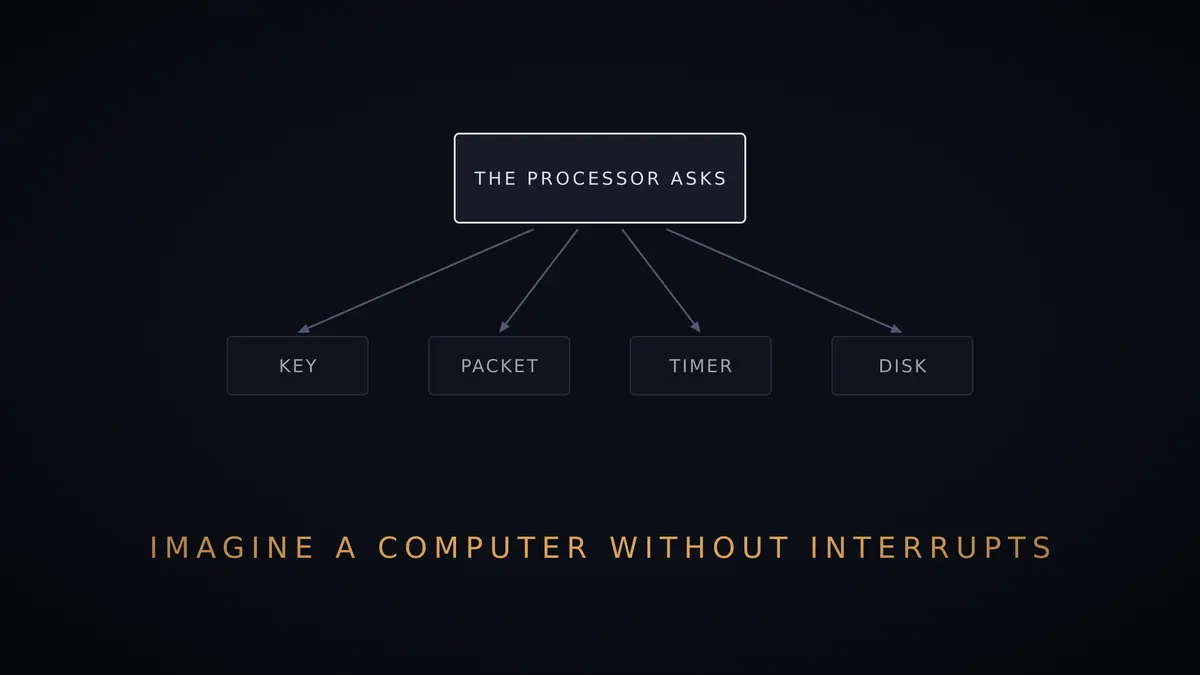 THE PROCESSOR ASKS
KEY
PACKET
TIMER
DISK
IMAGINE A COMPUTER WITHOUT INTERRUPTS